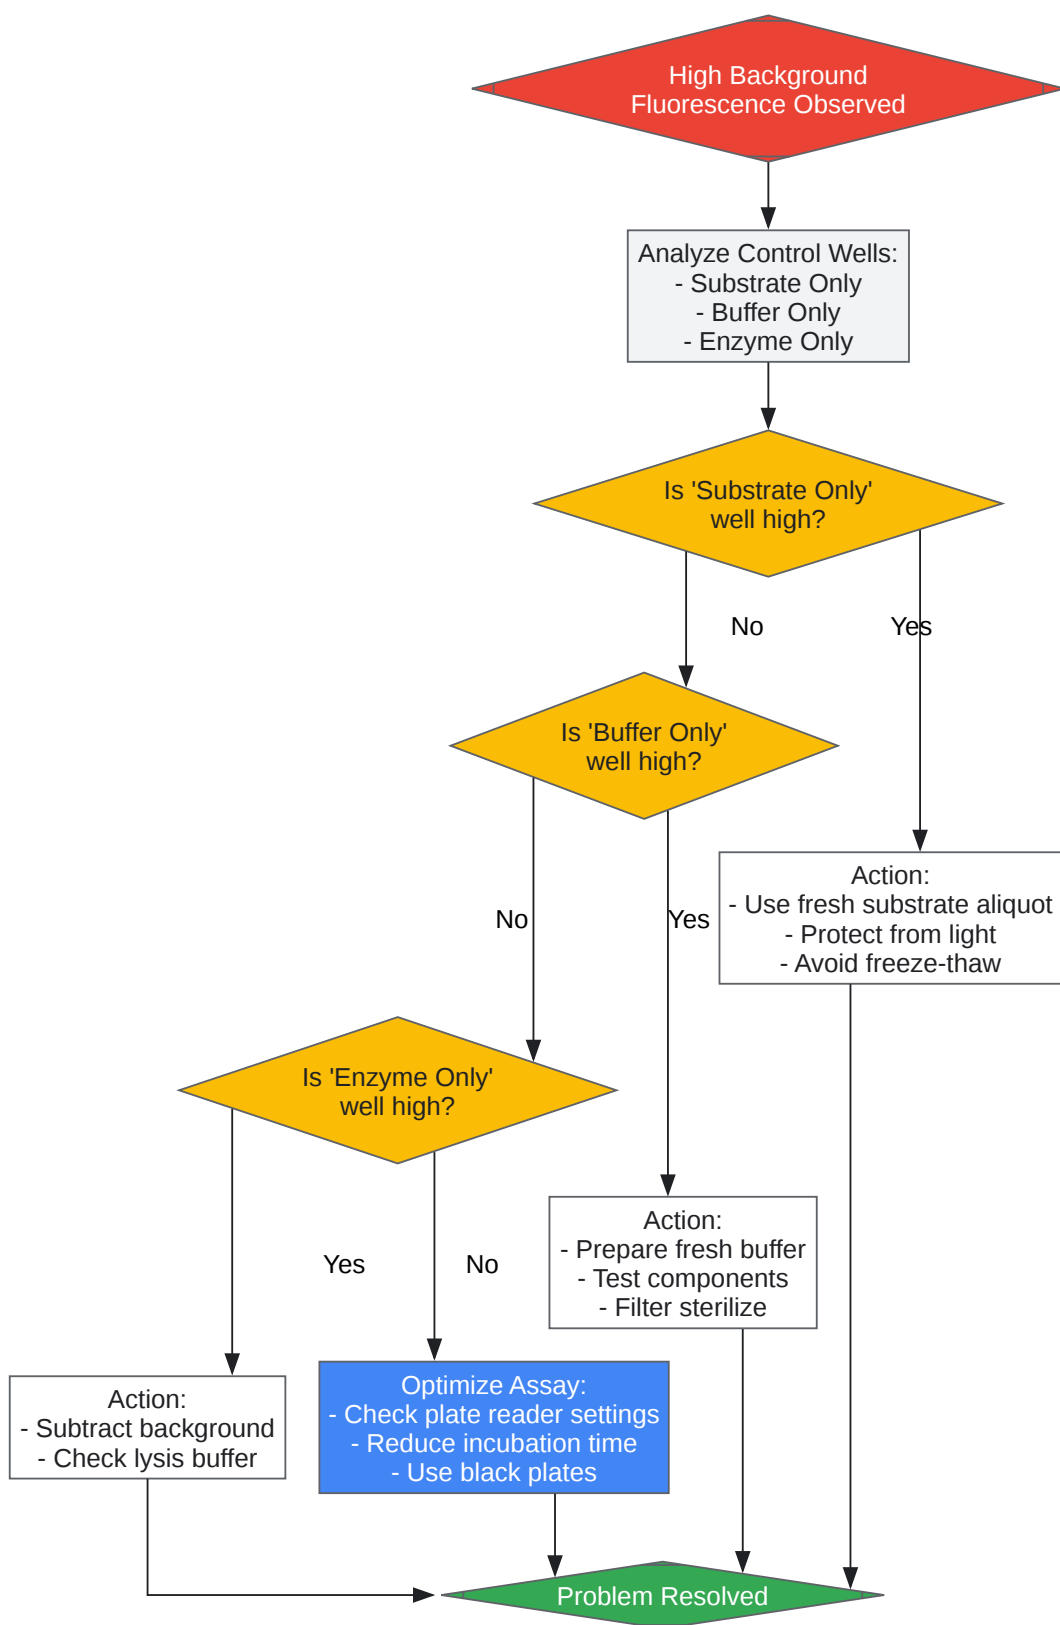 High Background
Fluorescence Observed
Analyze Control Wells:
- Substrate Only
- Buffer Only
- Enzyme Only
Is 'Substrate Only'
well high?
No
Yes
Is 'Buffer Only'
well high?
No
Yes
Action:
- Use fresh substrate aliquot
- Protect from light
- Avoid freeze-thaw
Is 'Enzyme Only'
well high?
Yes
No
Action:
- Prepare fresh buffer
- Test components
- Filter sterilize
Action:
- Subtract background
- Check lysis buffer
Optimize Assay:
- Check plate reader settings
- Reduce incubation time
- Use black plates
Problem Resolved